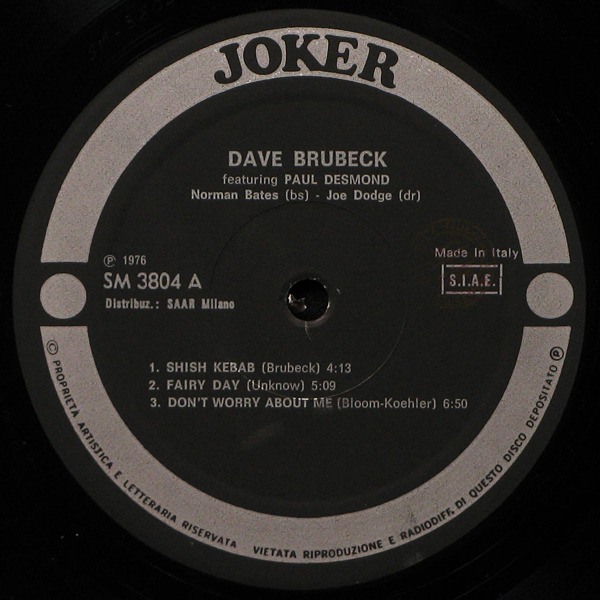 JOKER
DAVE BRUBECK
featuring PAUL DESMOND
Norman Bates (bs) - Joe Dodge (dr)
℗ 1976
SM 3804 A
Distribuz.: SAAR Milano
Made In Italy
S.I.A.E.
1. SHISH KEBAB (Brubeck) 4:13
2. FAIRY DAY (Unknow) 5:09
3. DON'T WORRY ABOUT ME (Bloom-Koehler) 6:50
© PROPRIETA ARTISTICA E LETTERARIA RISERVATA VIETATA RIPRODUZIONE E RADIODIFF. DI QUESTO DISCO DEPOSITATO ℗